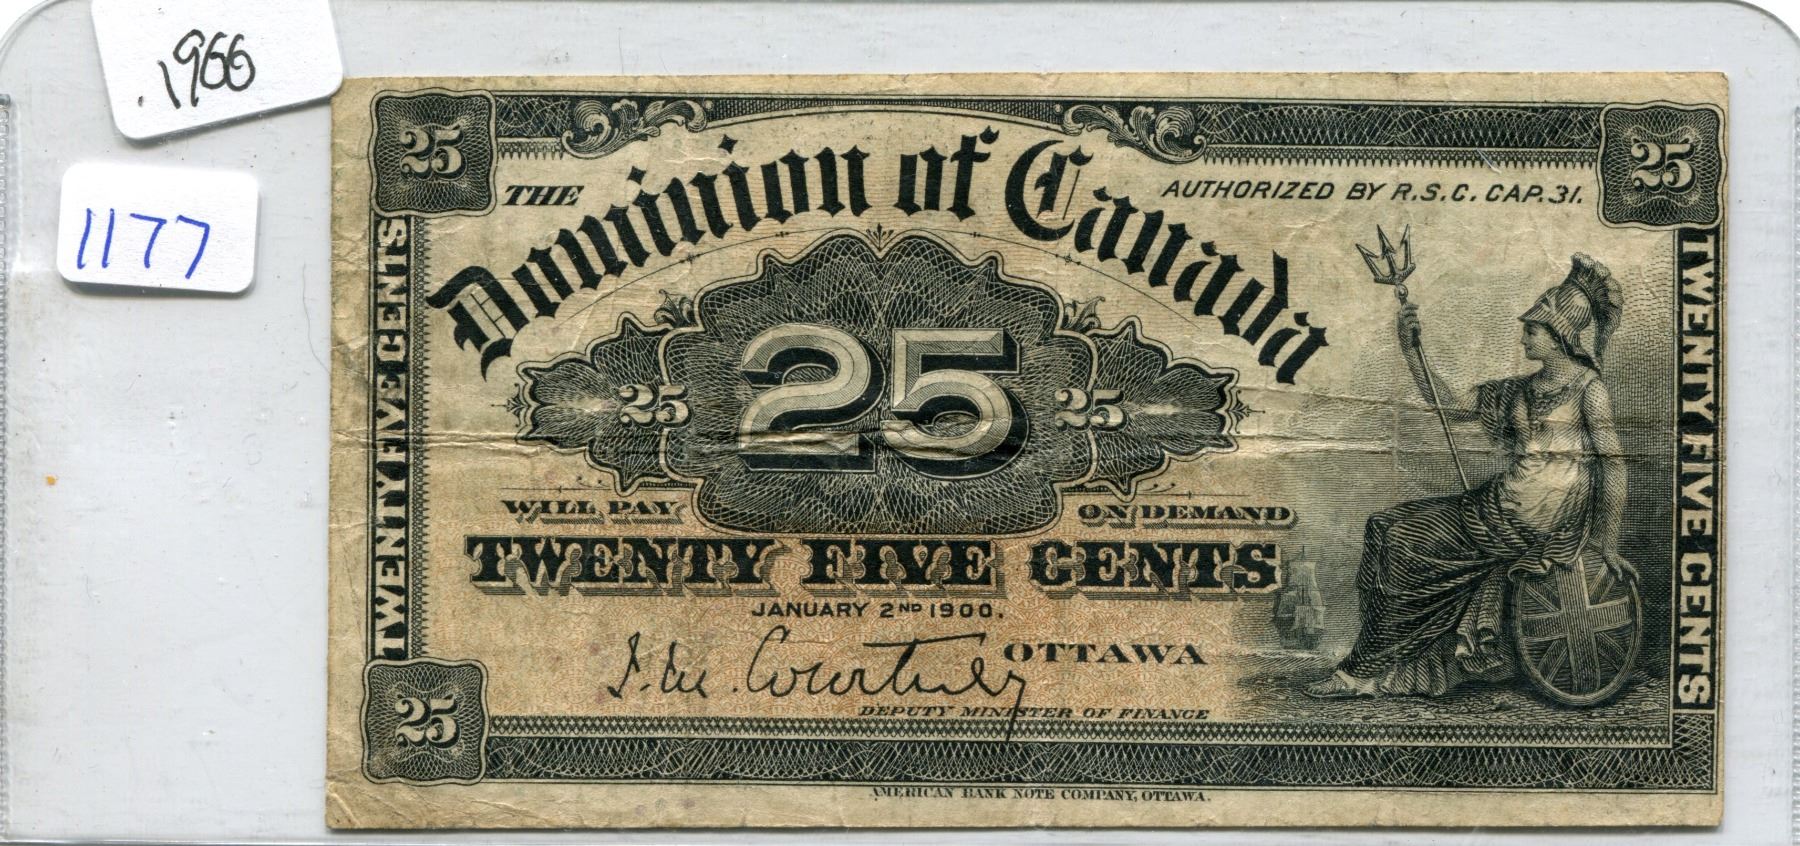 .1966
1177
25
25
THE
Dominion of Canada
AUTHORIZED BY R.S.C. CAP. 31.
TWENTY FIVE CENTS
TWENTY FIVE CENTS
25
25
25
WILL PAY
ON DEMAND
TWENTY FIVE CENTS
JANUARY 2ND 1900.
OTTAWA
J. M. Courtney
DEPUTY MINISTER OF FINANCE
25
AMERICAN BANK NOTE COMPANY, OTTAWA.